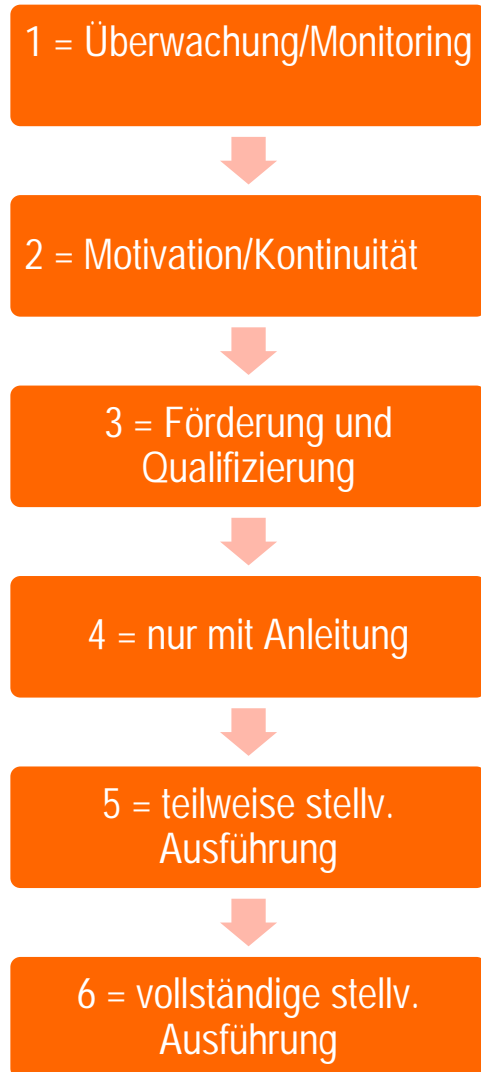 1 = Überwachung/Monitoring
2 = Motivation/Kontinuität
3 = Förderung und
Qualifizierung
4 = nur mit Anleitung
5 = teilweise stellv.
Ausführung
6 = vollständige stellv.
Ausführung